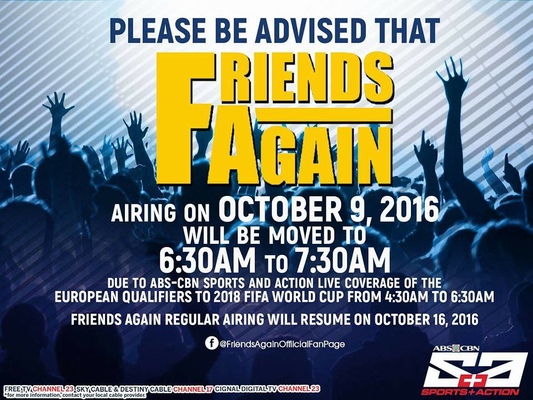 PLEASE BE ADVISED THAT
FRIENDS
AGAIN
AIRING ON OCTOBER 9, 2016
WILL BE MOVED TO
6:30AM TO 7:30AM
DUE TO ABS-CBN SPORTS AND ACTION LIVE COVERAGE OF THE
EUROPEAN QUALIFIERS TO 2018 FIFA WORLD CUP FROM 4:30AM TO 6:30AM
FRIENDS AGAIN REGULAR AIRING WILL RESUME ON OCTOBER 16, 2016
f @FriendsAgainOfficialFanPage
ABS CBN
S+A
SPORTS+ACTION
FREE TV CHANNEL 23 SKY CABLE & DESTINY CABLE CHANNEL 17 CIGNAL DIGITAL TV CHANNEL 23
*for more information, contact your local cable provider